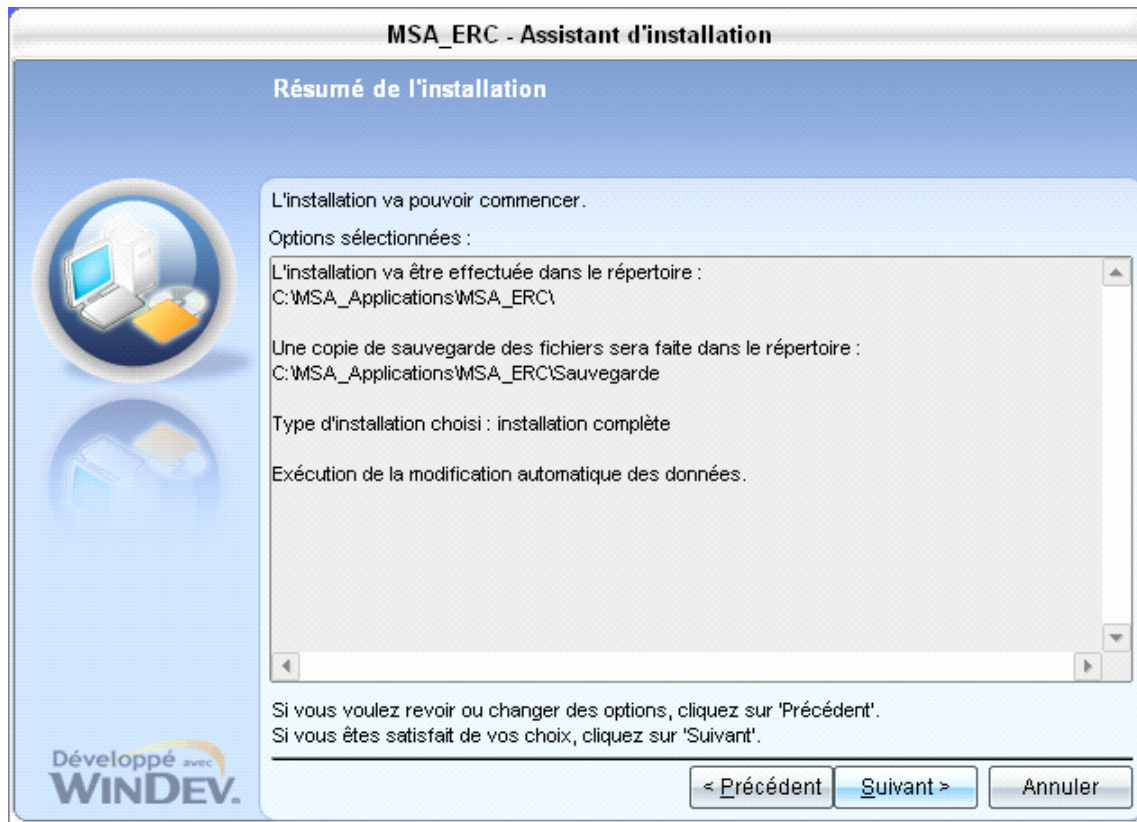 MSA_ERC - Assistant d'installation
Résumé de l'installation
L'installation va pouvoir commencer.
Options sélectionnées :
L'installation va être effectuée dans le répertoire :
C:\MSA_Applications\MSA_ERC\
Une copie de sauvegarde des fichiers sera faite dans le répertoire :
C:\MSA_Applications\MSA_ERC\Sauvegarde
Type d'installation choisi : installation complète
Exécution de la modification automatique des données.
Si vous voulez revoir ou changer des options, cliquez sur 'Précédent'.
Si vous êtes satisfait de vos choix, cliquez sur 'Suivant'.
Développé avec
WINDEV.
< Précédent
Suivant >
Annuler